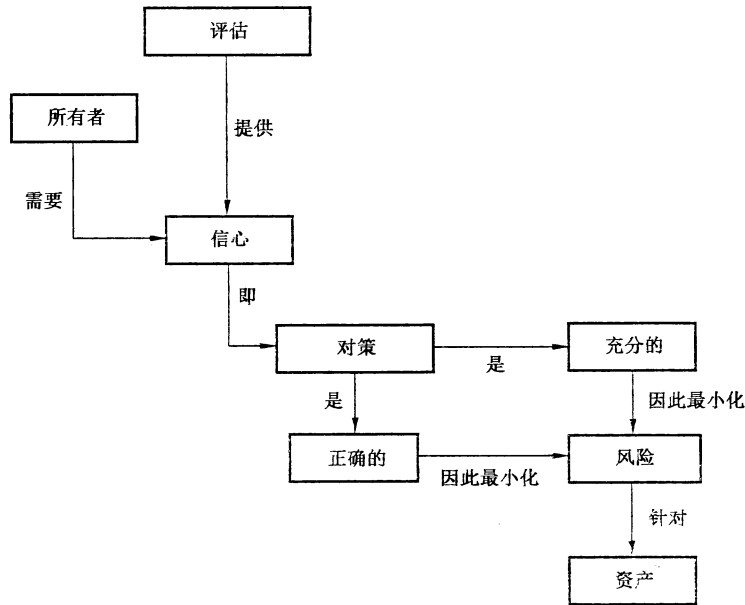 评估
所有者
提供
需要
信心
即
对策
是
充分的
是
因此最小化
正确的
因此最小化
风险
针对
资产